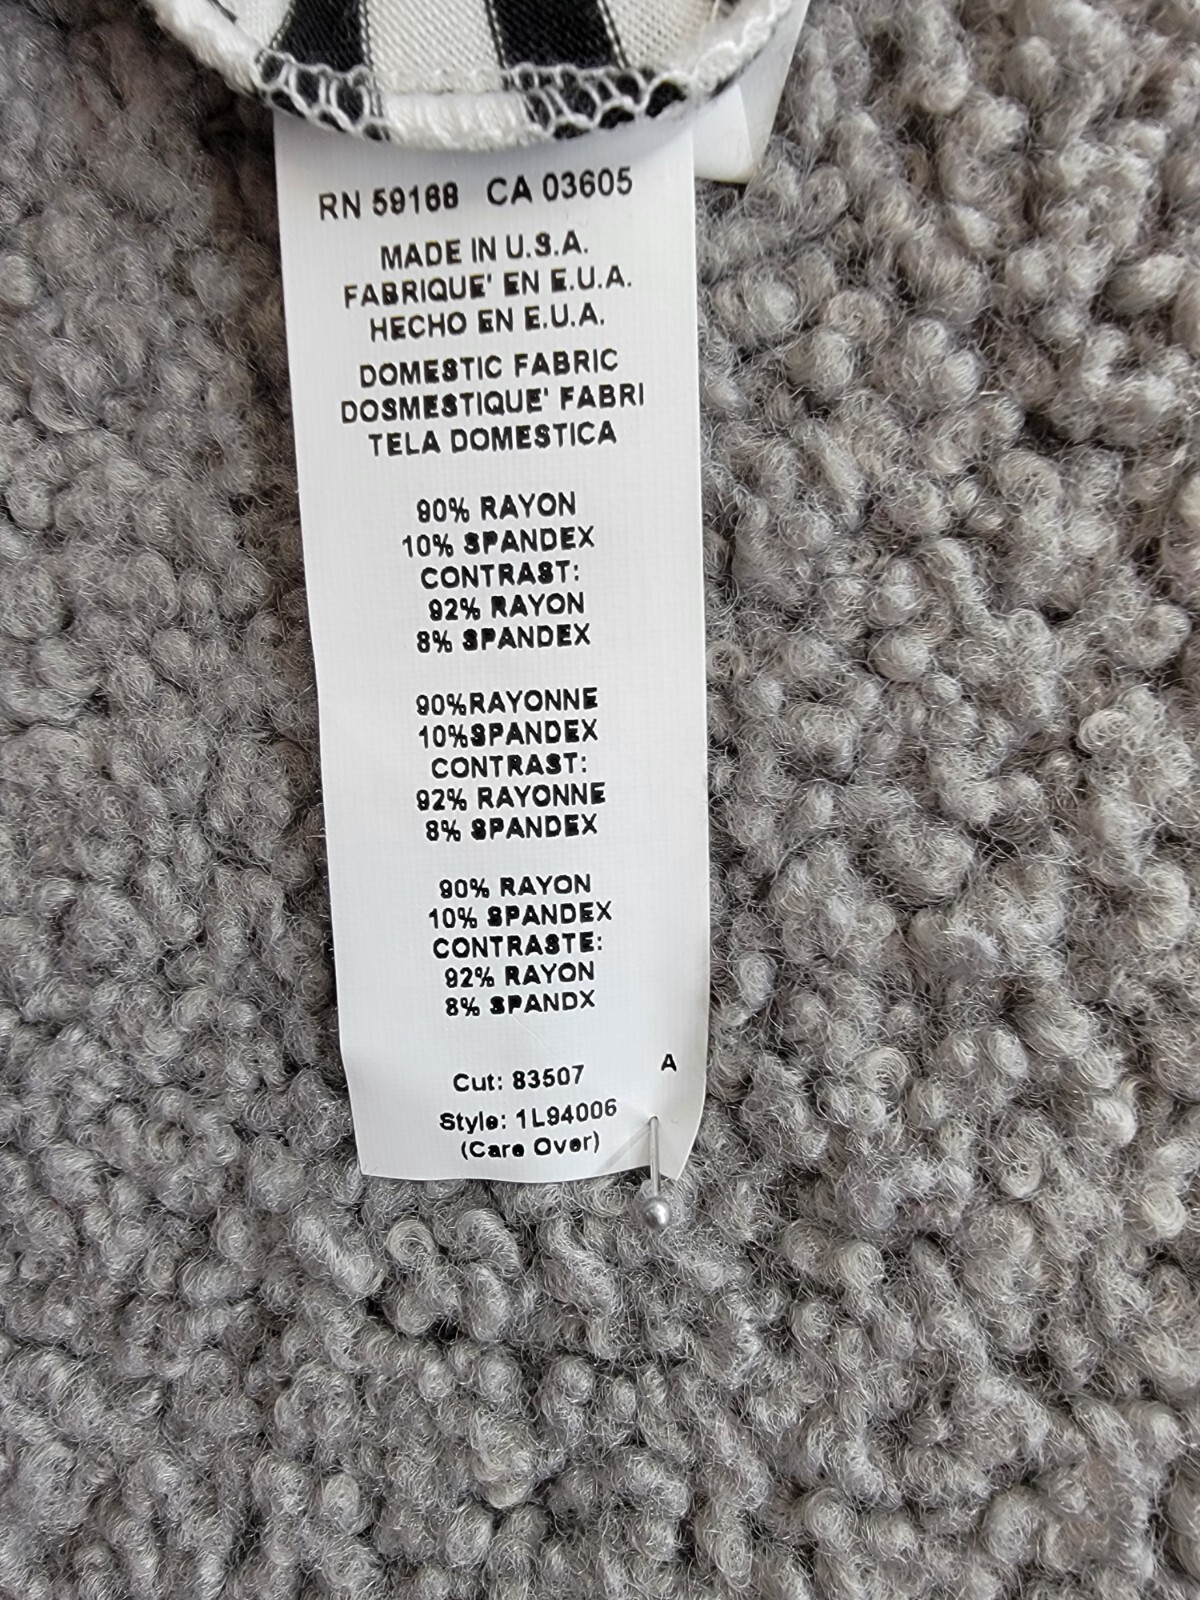 RN 59168 CA 03605
MADE IN U.S.A.
FABRIQUE' EN E.U.A.
HECHO EN E.U.A.
DOMESTIC FABRIC
DOSMESTIQUE' FABRI
TELA DOMESTICA
90% RAYON
10% SPANDEX
CONTRAST:
92% RAYON
8% SPANDEX
90%RAYONNE
10%SPANDEX
CONTRAST:
92% RAYONNE
8% SPANDEX
90% RAYON
10% SPANDEX
CONTRASTE:
92% RAYON
8% SPANDX
Cut: 83507 A
Style: 1L94006
(Care Over)